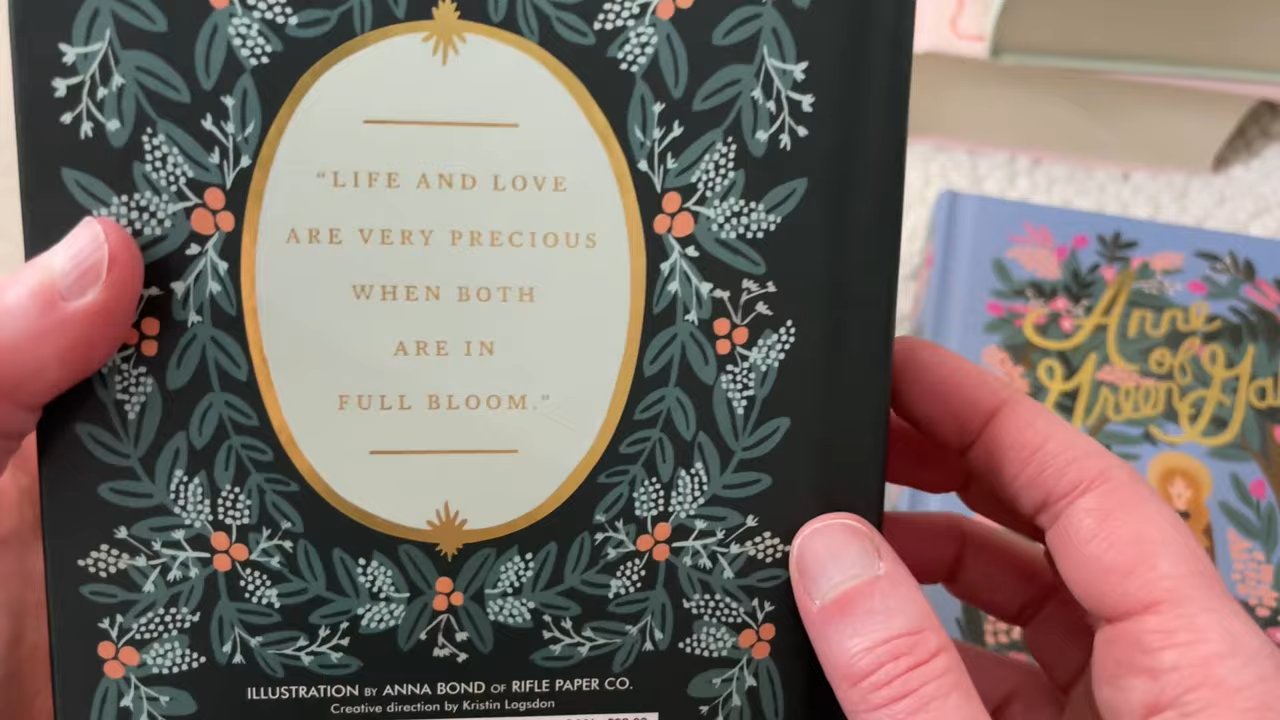 "LIFE AND LOVE
ARE VERY PRECIOUS
WHEN BOTH
ARE IN
FULL BLOOM."
ILLUSTRATION BY ANNA BOND OF RIFLE PAPER CO.
Creative direction by Kristin Logsdon
Anne
of
Green